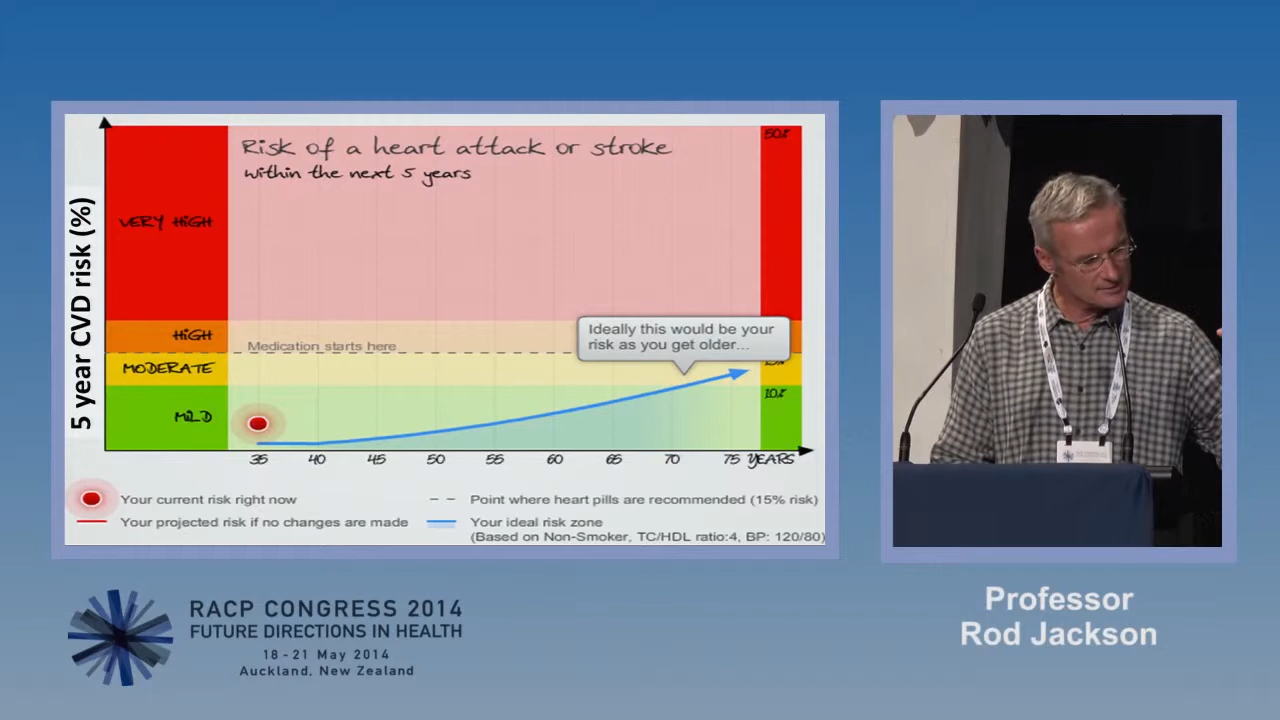 Risk of a heart attack or stroke
within the next 5 years
50%
5 year CVD risk (%)
VERY HIGH
HIGH
Medication starts here
Ideally this would be your
risk as you get older...
MODERATE
10%
MILD
35 40 45 50 55 60 65 70 75 YEARS
Your current risk right now
Point where heart pills are recommended (15% risk)
Your projected risk if no changes are made
Your ideal risk zone
(Based on Non-Smoker, TC/HDL ratio:4, BP: 120/80)
RACP CONGRESS 2014
FUTURE DIRECTIONS IN HEALTH
18 - 21 May 2014
Auckland, New Zealand
Professor
Rod Jackson